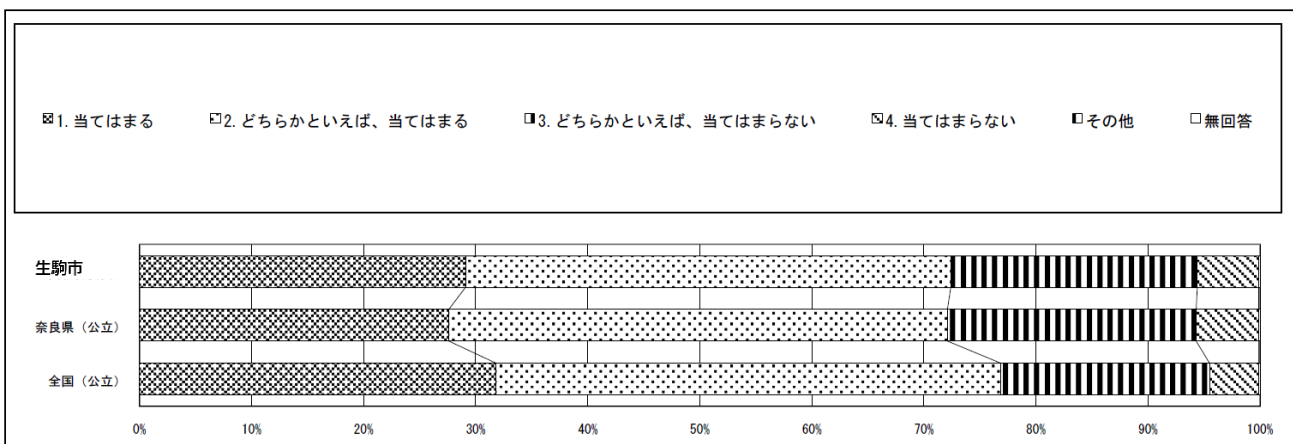 1. 当てはまる 2. どちらかといえば、当てはまる 3. どちらかといえば、当てはまらない 4. 当てはまらない その他 無回答
生駒市
奈良県（公立）
全国（公立）
0% 10% 20% 30% 40% 50% 60% 70% 80% 90% 100%